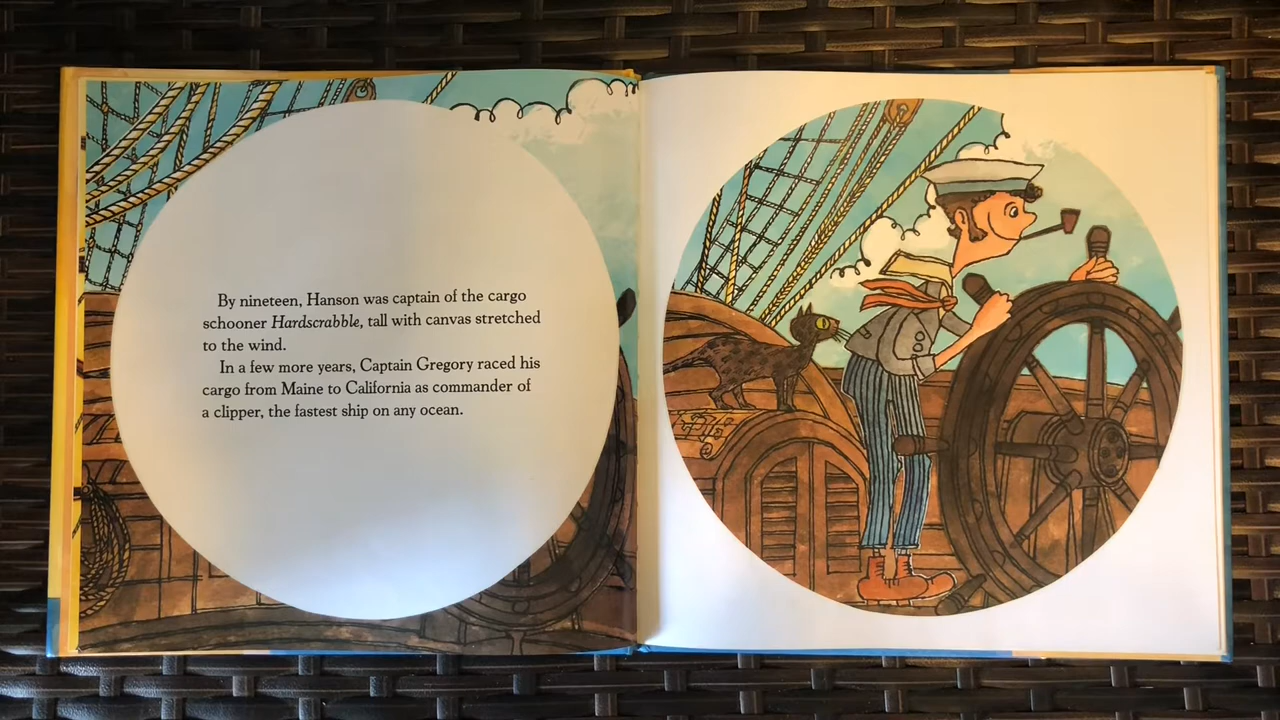 By nineteen, Hanson was captain of the cargo
schooner Hardscrabble, tall with canvas stretched
to the wind.
In a few more years, Captain Gregory raced his
cargo from Maine to California as commander of
a clipper, the fastest ship on any ocean.